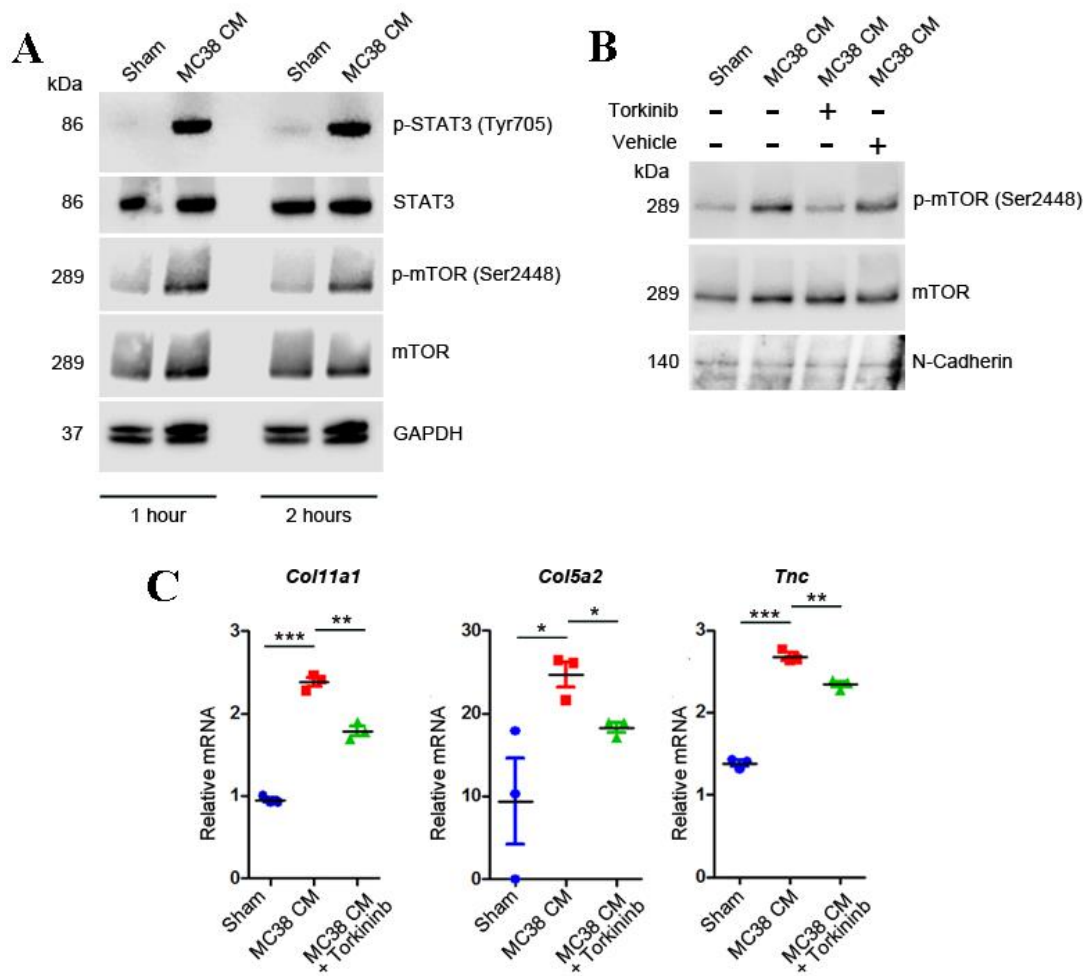 A
Sham
MC38 CM
Sham
MC38 CM
kDa
86
p-STAT3 (Tyr705)
86
STAT3
289
p-mTOR (Ser2448)
289
mTOR
37
GAPDH
1 hour
2 hours
B
Sham
MC38 CM
MC38 CM
MC38 CM
Torkinib - - + -
Vehicle - - - +
kDa
289
p-mTOR (Ser2448)
289
mTOR
140
N-Cadherin
C
Col11a1
***
**
Relative mRNA
3
2
1
0
Sham
MC38 CM
MC38 CM
+ Torkininb
Col5a2
*
*
Relative mRNA
30
20
10
0
Sham
MC38 CM
MC38 CM
+ Torkininb
Tnc
***
**
Relative mRNA
3
2
1
0
Sham
MC38 CM
MC38 CM
+ Torkininb